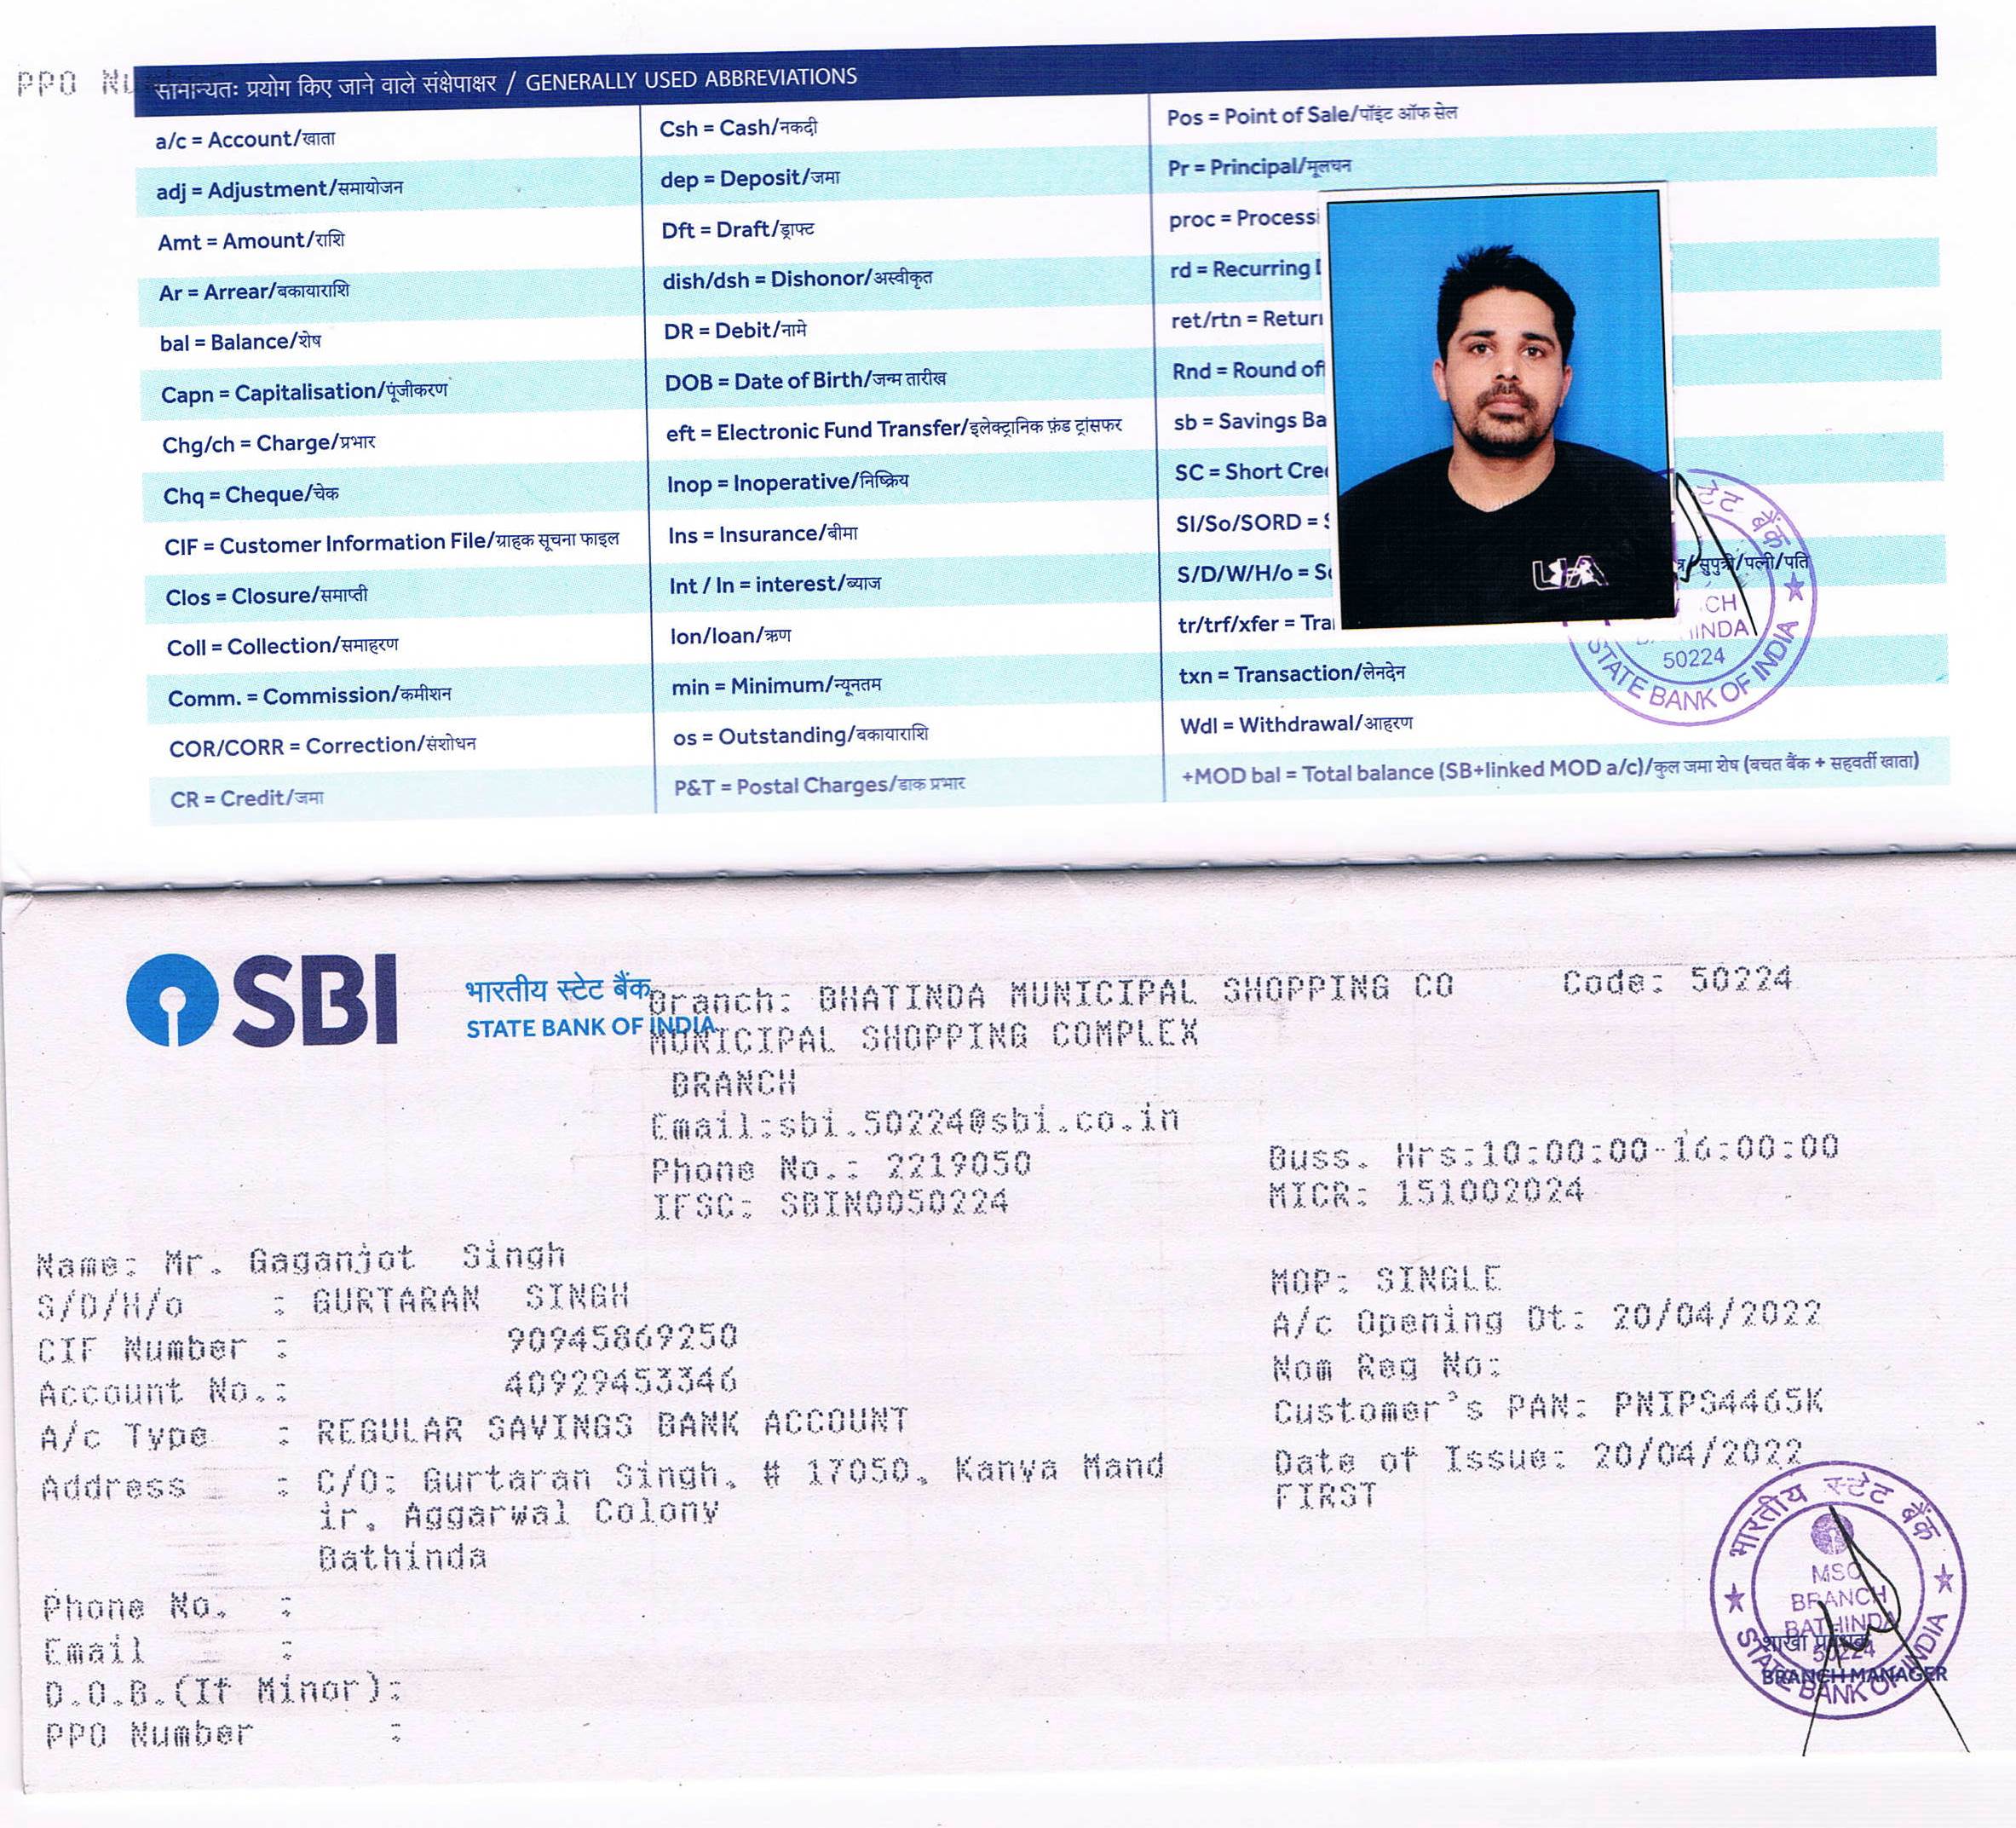 PPO Nu
सामान्यतः प्रयोग किए जाने वाले संक्षेपाक्षर / GENERALLY USED ABBREVIATIONS
a/c = Account/खाता
adj = Adjustment/समायोजन
Amt = Amount/राशि
Ar = Arrear/बकायाराशि
bal = Balance/शेष
Capn = Capitalisation/पूंजीकरण
Chg/ch = Charge/प्रभार
Chq = Cheque/चेक
CIF = Customer Information File/ग्राहक सूचना फाइल
Clos = Closure/समाप्ती
Coll = Collection/समाहरण
Comm. = Commission/कमीशन
COR/CORR = Correction/संशोधन
CR = Credit/जमा
Csh = Cash/नकदी
dep = Deposit/जमा
Dft = Draft/ड्राफ्ट
dish/dsh = Dishonor/अस्वीकृत
DR = Debit/नामे
DOB = Date of Birth/जन्म तारीख
eft = Electronic Fund Transfer/इलेक्ट्रानिक फ़ंड ट्रांसफर
Inop = Inoperative/निष्क्रिय
Ins = Insurance/बीमा
Int / In = interest/ब्याज
lon/loan/ऋण
min = Minimum/न्यूनतम
os = Outstanding/बकायाराशि
P&T = Postal Charges/डाक प्रभार
Pos = Point of Sale/पॉइंट ऑफ सेल
Pr = Principal/मूलधन
proc = Processi
rd = Recurring
ret/rtn = Retur
Rnd = Round of
sb = Savings Ba
SC = Short Cre
SI/So/SORD =
S/D/W/H/o = S सुपुत्री/पत्नी/पति
tr/trf/xfer = Tra
txn = Transaction/लेनदेन
Wdl = Withdrawal/आहरण
+MOD bal = Total balance (SB+linked MOD a/c)/कुल जमा शेष (बचत बैंक + सहवर्ती खाता)
स्टेट बैंक
50224
STATE BANK OF INDIA
SBI
भारतीय स्टेट बैंक
STATE BANK OF INDIA
Branch: BHATINDA MUNICIPAL SHOPPING CO Code: 50224
MUNICIPAL SHOPPING COMPLEX
BRANCH
Email:sbi.50224@sbi.co.in
Phone No.: 2219050 Buss. Hrs:10:00:00-16:00:00
IFSC: SBIN0050224 MICR: 151002024
Name: Mr. Gaganjot Singh
S/D/H/o : GURTARAN SINGH MOP: SINGLE
CIF Number : 90945869250 A/c Opening Dt: 20/04/2022
Account No.: 40929453346 Nom Reg No:
A/c Type : REGULAR SAVINGS BANK ACCOUNT Customer's PAN: PNIPS4465K
Address : C/O: Gurtaran Singh, # 17050, Kanya Mand Date of Issue: 20/04/2022
ir, Aggarwal Colony FIRST
Bathinda
Phone No. :
Email :
D.O.B.(If Minor):
PPO Number :
भारतीय स्टेट बैंक
MSC
BRANCH
BATHINDA
50224
STATE BANK OF INDIA
शाखा प्रबंधक
BRANCH MANAGER